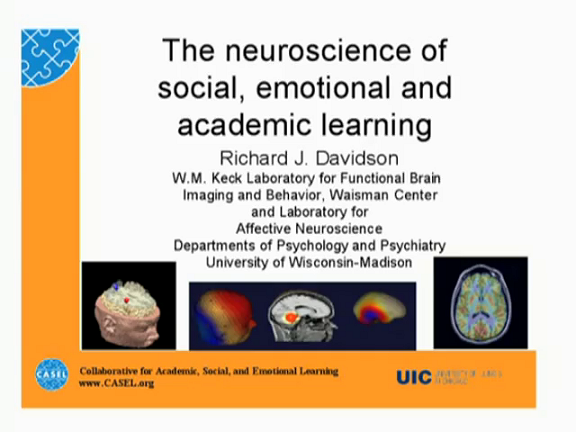 The neuroscience of
social, emotional and
academic learning
Richard J. Davidson
W.M. Keck Laboratory for Functional Brain
Imaging and Behavior, Waisman Center
and Laboratory for
Affective Neuroscience
Departments of Psychology and Psychiatry
University of Wisconsin-Madison
CASEL
Collaborative for Academic, Social, and Emotional Learning
www.CASEL.org
UIC